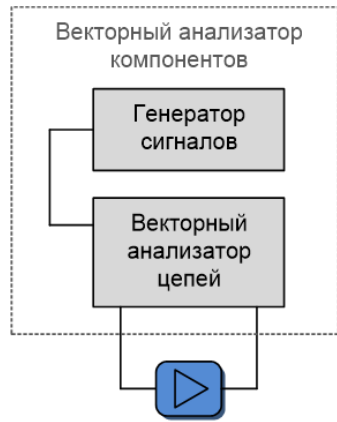 Векторный анализатор
компонентов
Генератор
сигналов
Векторный
анализатор
цепей